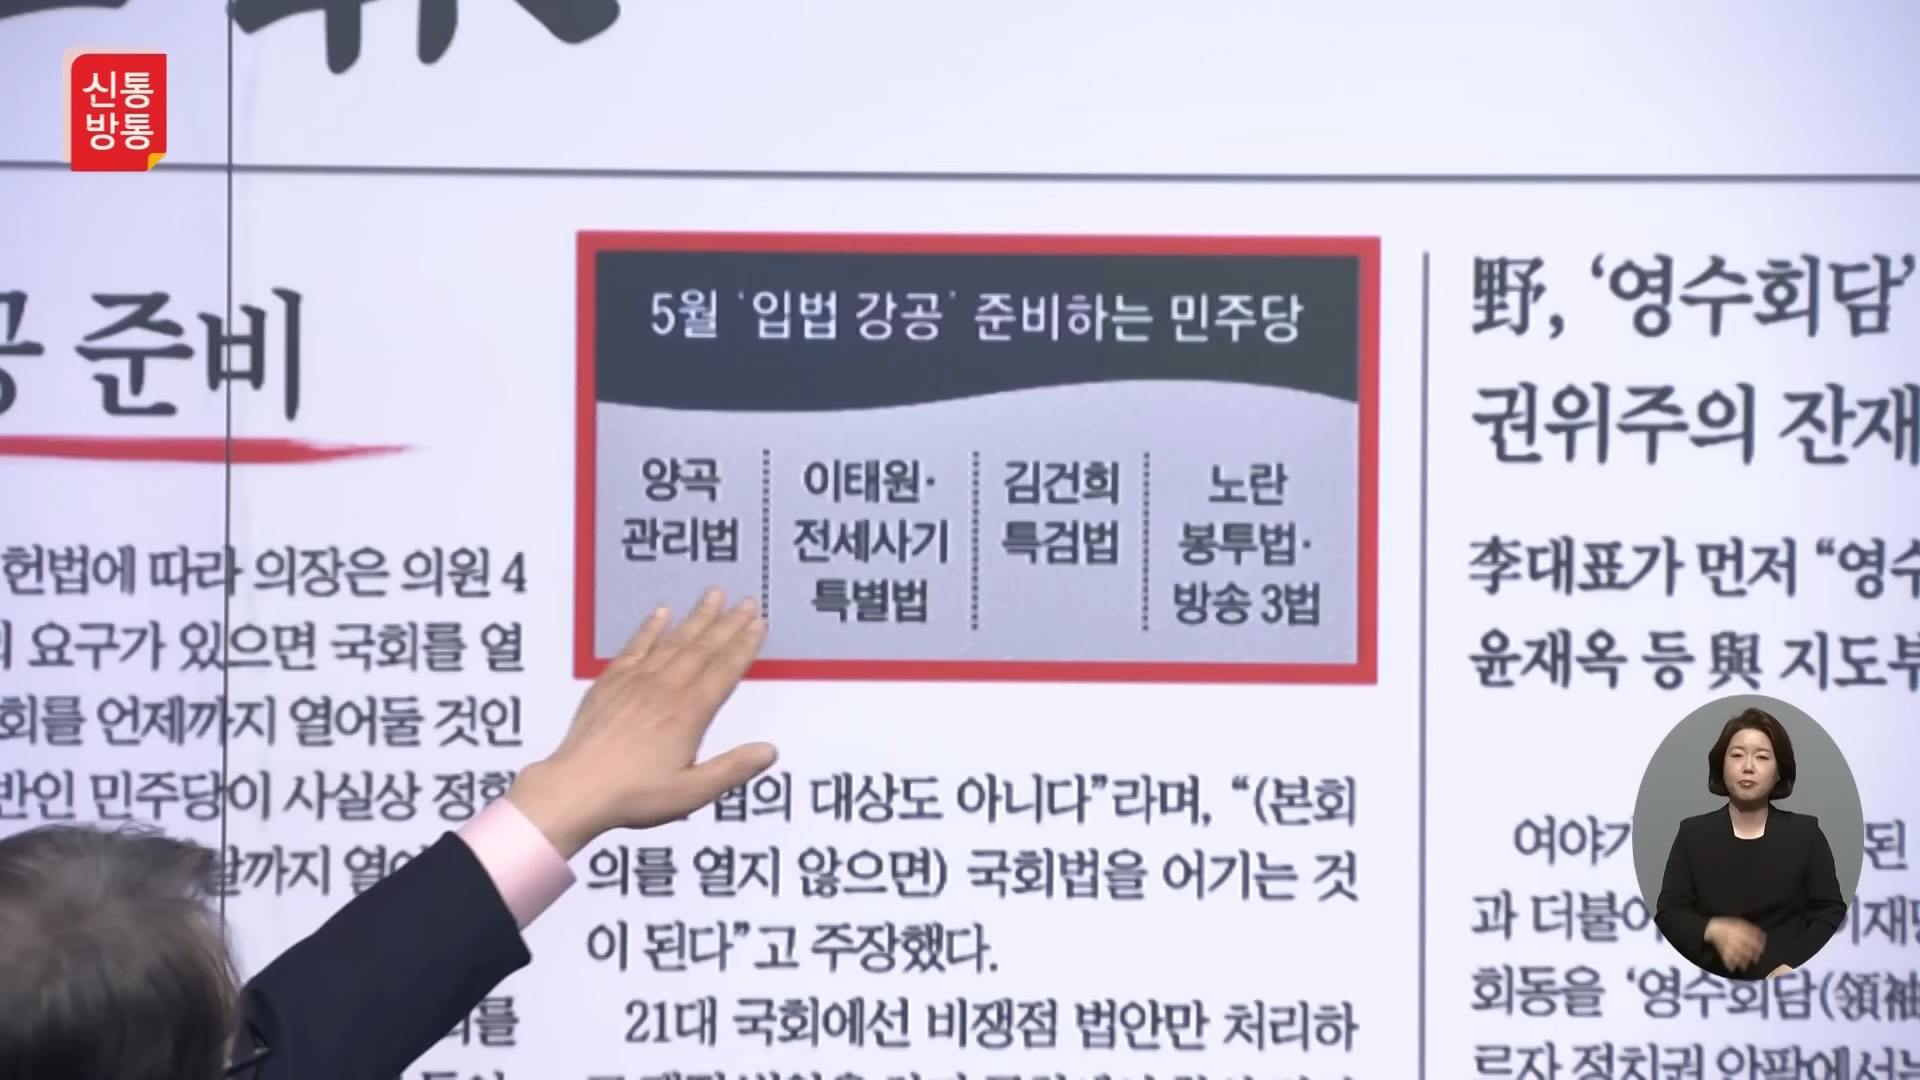 신통
방통
준비
헌법에 따라 의장은 의원 4
요구가 있으면 국회를 열
회를 언제까지 열어둘 것인
반인 민주당이 사실상
5월 '입법 강공' 준비하는 민주당
양곡
관리법
이태원·
전세사기
특별법
김건희
특검법
노란
봉투법·
방송 3법
대상도 아니다”라며, “(본회
의를 열지 않으면) 국회법을 어기는 것
이 된다”고 주장했다.
21대 국회에선 비쟁점 법안만 처리하
野, ‘영수회담’
권위주의 잔재
李대표가 먼저 “영수
윤재옥 등 與 지도부
된
과
회동을 ‘영수회담(領袖